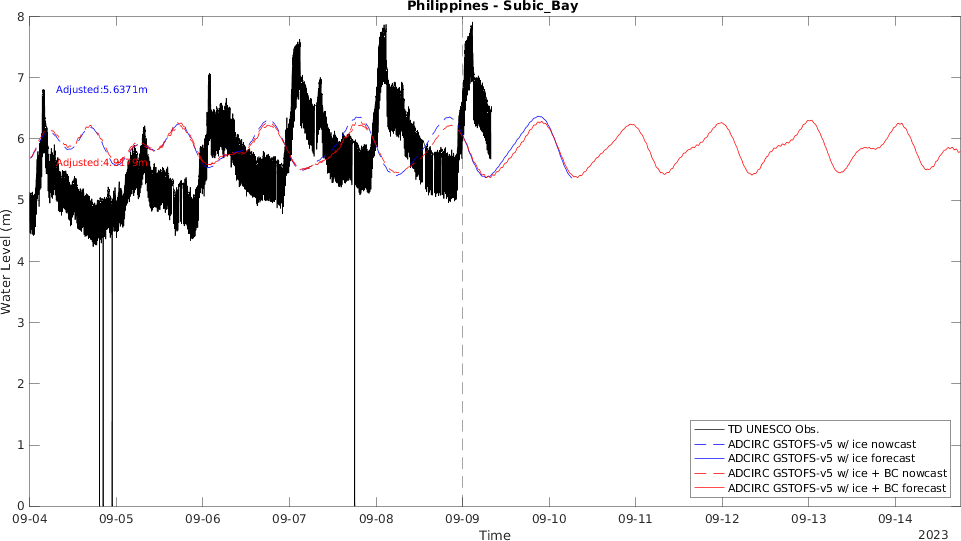 Philippines - Subic_Bay
8
7
6
5
4
3
2
1
0
Water Level (m)
Adjusted:5.6371m
TD UNESCO Obs.
ADCIRC GSTOFS-v5 w/ ice nowcast
ADCIRC GSTOFS-v5 w/ ice forecast
ADCIRC GSTOFS-v5 w/ ice + BC nowcast
ADCIRC GSTOFS-v5 w/ ice + BC forecast
09-04 09-05 09-06 09-07 09-08 09-09 09-10 09-11 09-12 09-13 09-14
Time
2023